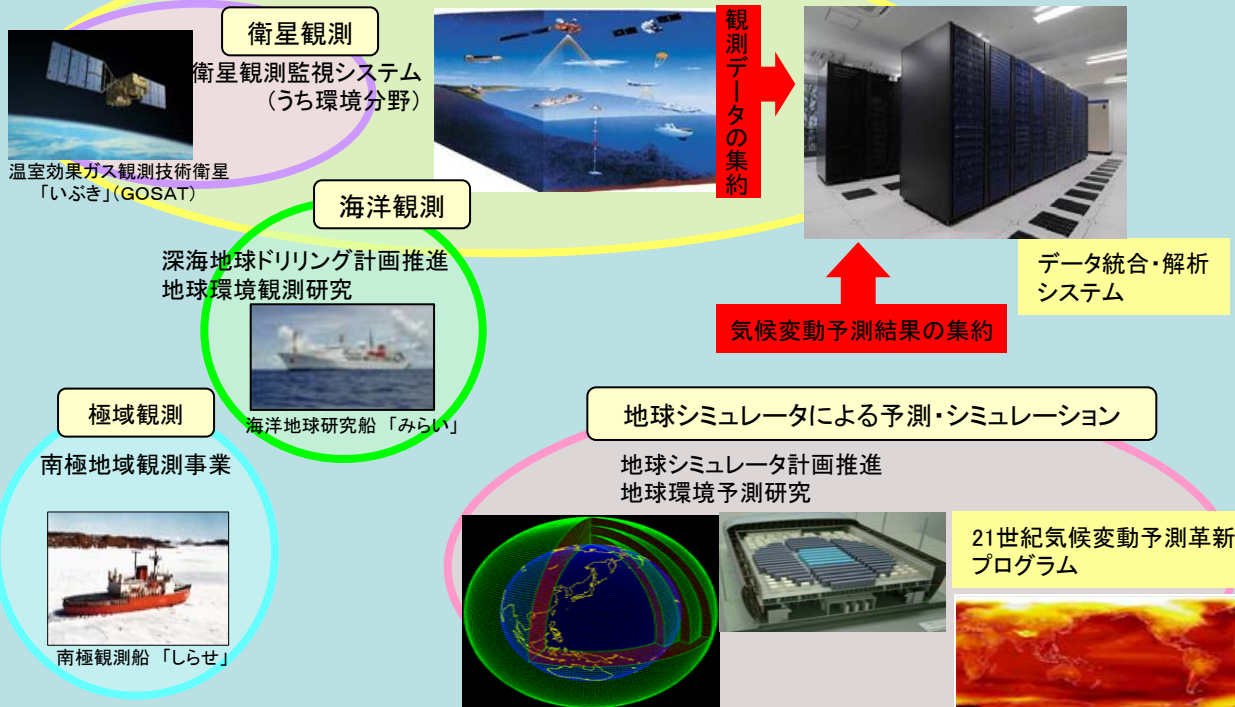 衛星観測
衛星観測監視システム
(うち環境分野)
温室効果ガス観測技術衛星
「いぶき」(GOSAT)
観測データの集約
データ統合・解析
システム
気候変動予測結果の集約
海洋観測
深海地球ドリリング計画推進
地球環境観測研究
海洋地球研究船 「みらい」
極域観測
南極地域観測事業
南極観測船 「しらせ」
地球シミュレータによる予測・シミュレーション
地球シミュレータ計画推進
地球環境予測研究
21世紀気候変動予測革新
プログラム